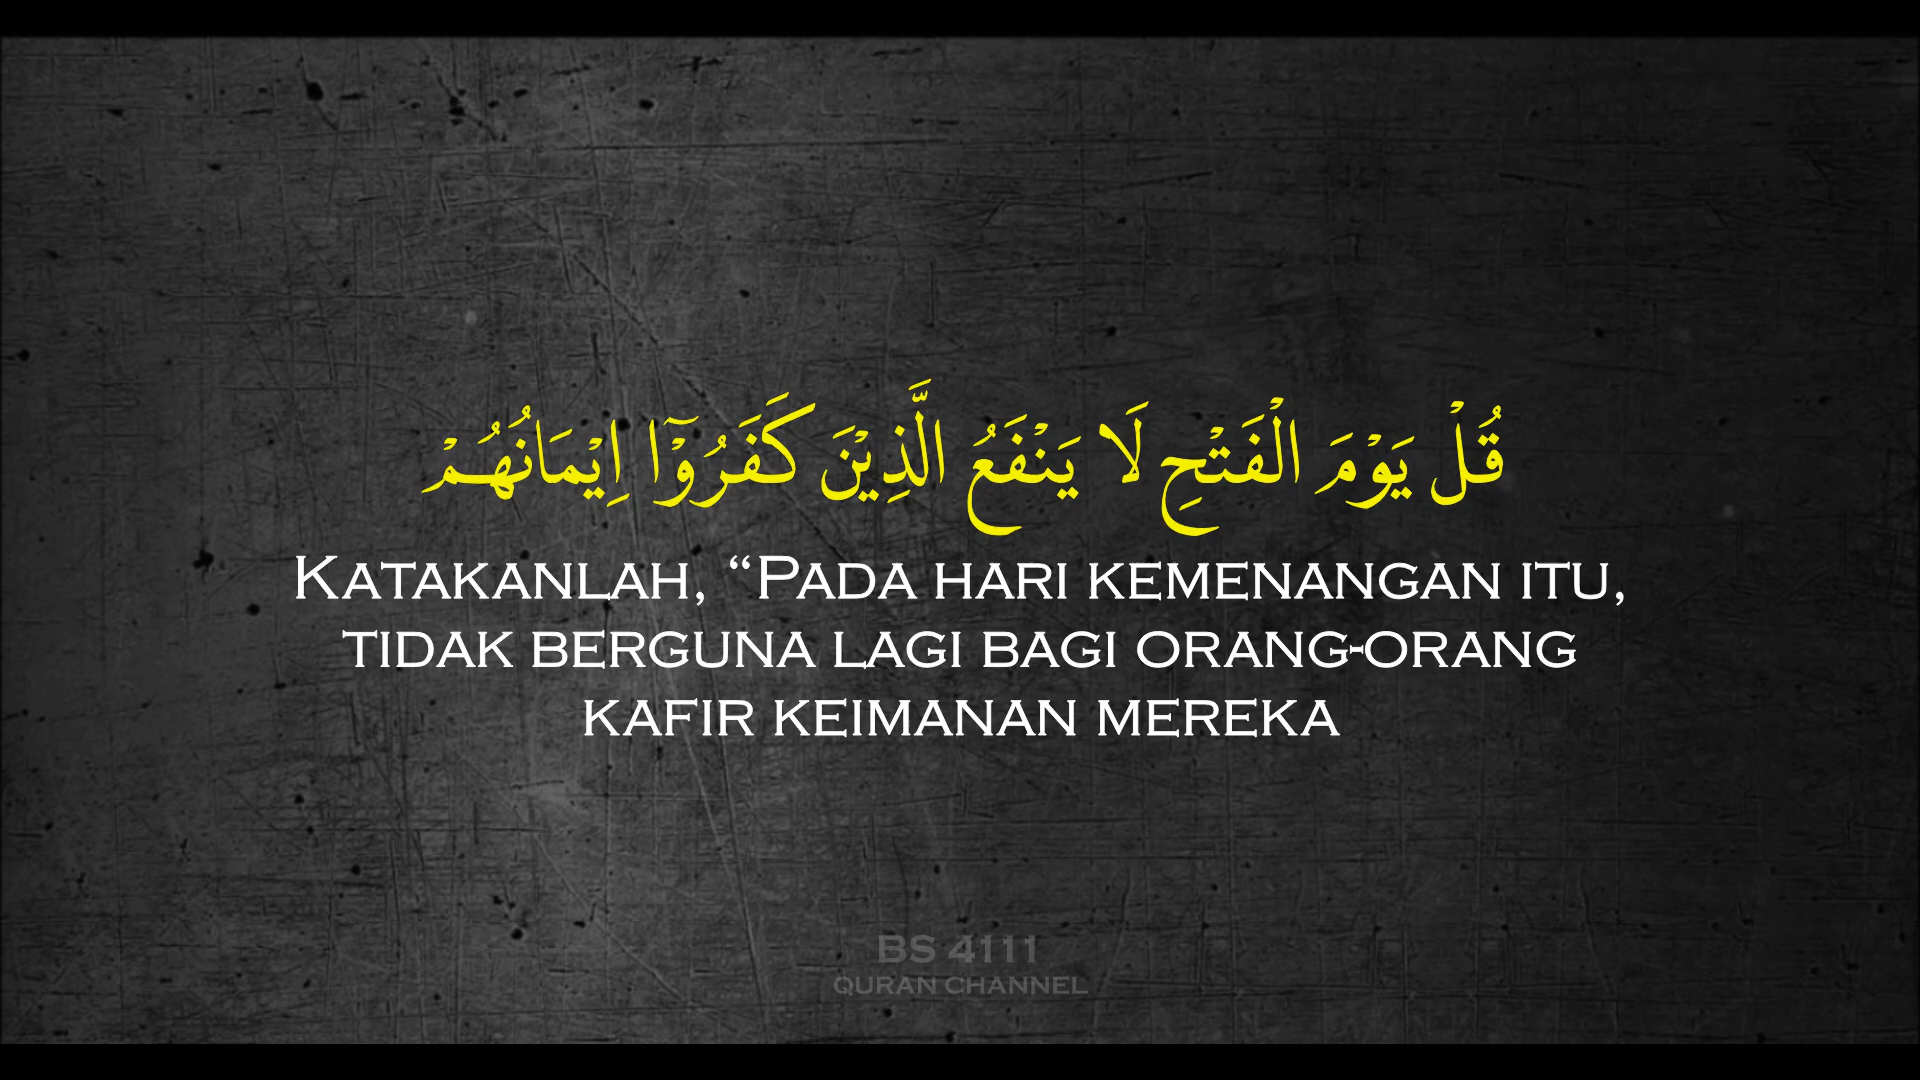 قُلْ يَوْمَ الْفَتْحِ لَا يَنْفَعُ الَّذِيْنَ كَفَرُوْٓا اِيْمَانُهُمْ
Katakanlah, “Pada hari kemenangan itu,
tidak berguna lagi bagi orang-orang
kafir keimanan mereka
BS 4111
QURAN CHANNEL